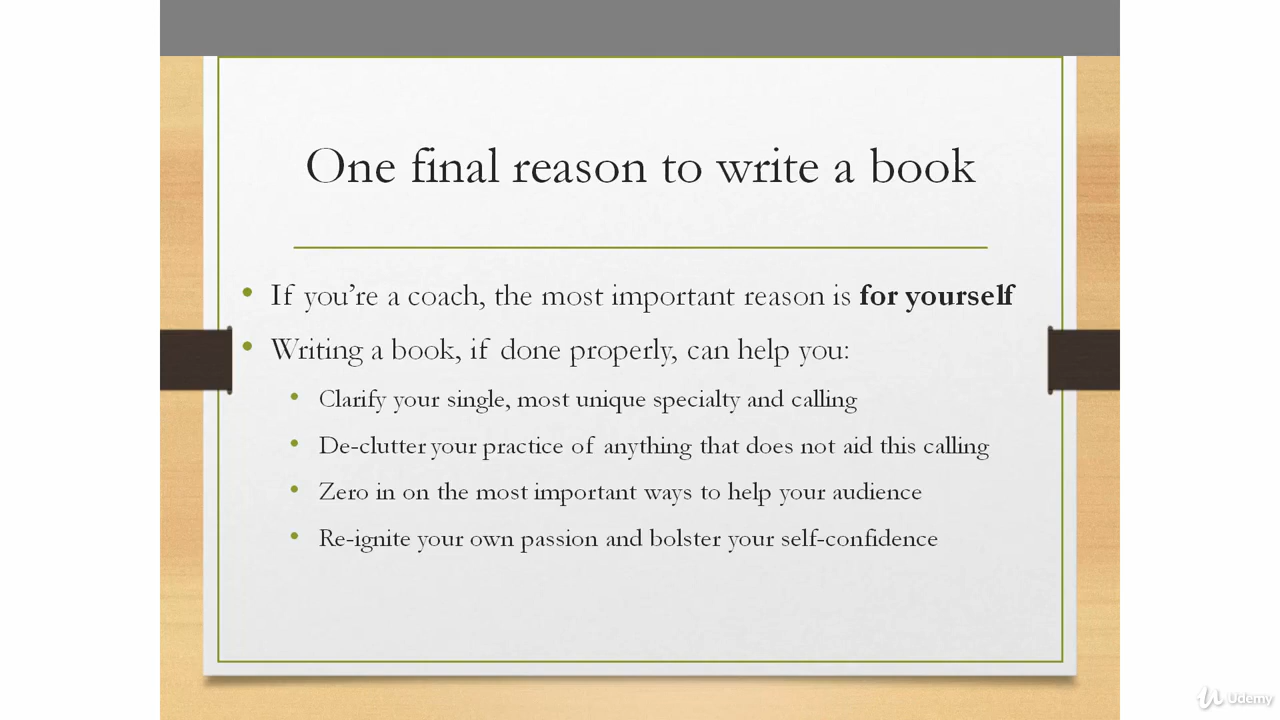 One final reason to write a book
• If you're a coach, the most important reason is for yourself
• Writing a book, if done properly, can help you:
• Clarify your single, most unique specialty and calling
• De-clutter your practice of anything that does not aid this calling
• Zero in on the most important ways to help your audience
• Re-ignite your own passion and bolster your self-confidence
Udemy